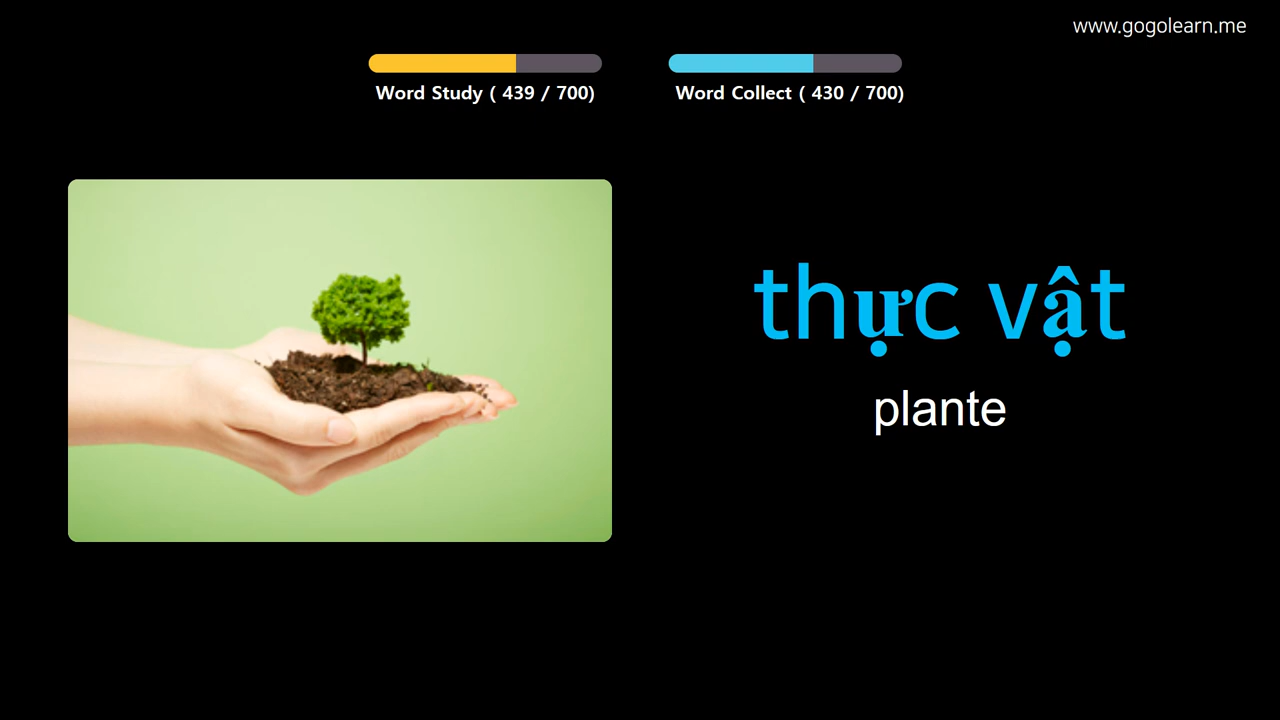 www.gogolearn.me
Word Study ( 439 / 700)
Word Collect ( 430 / 700)
thực vật
plante